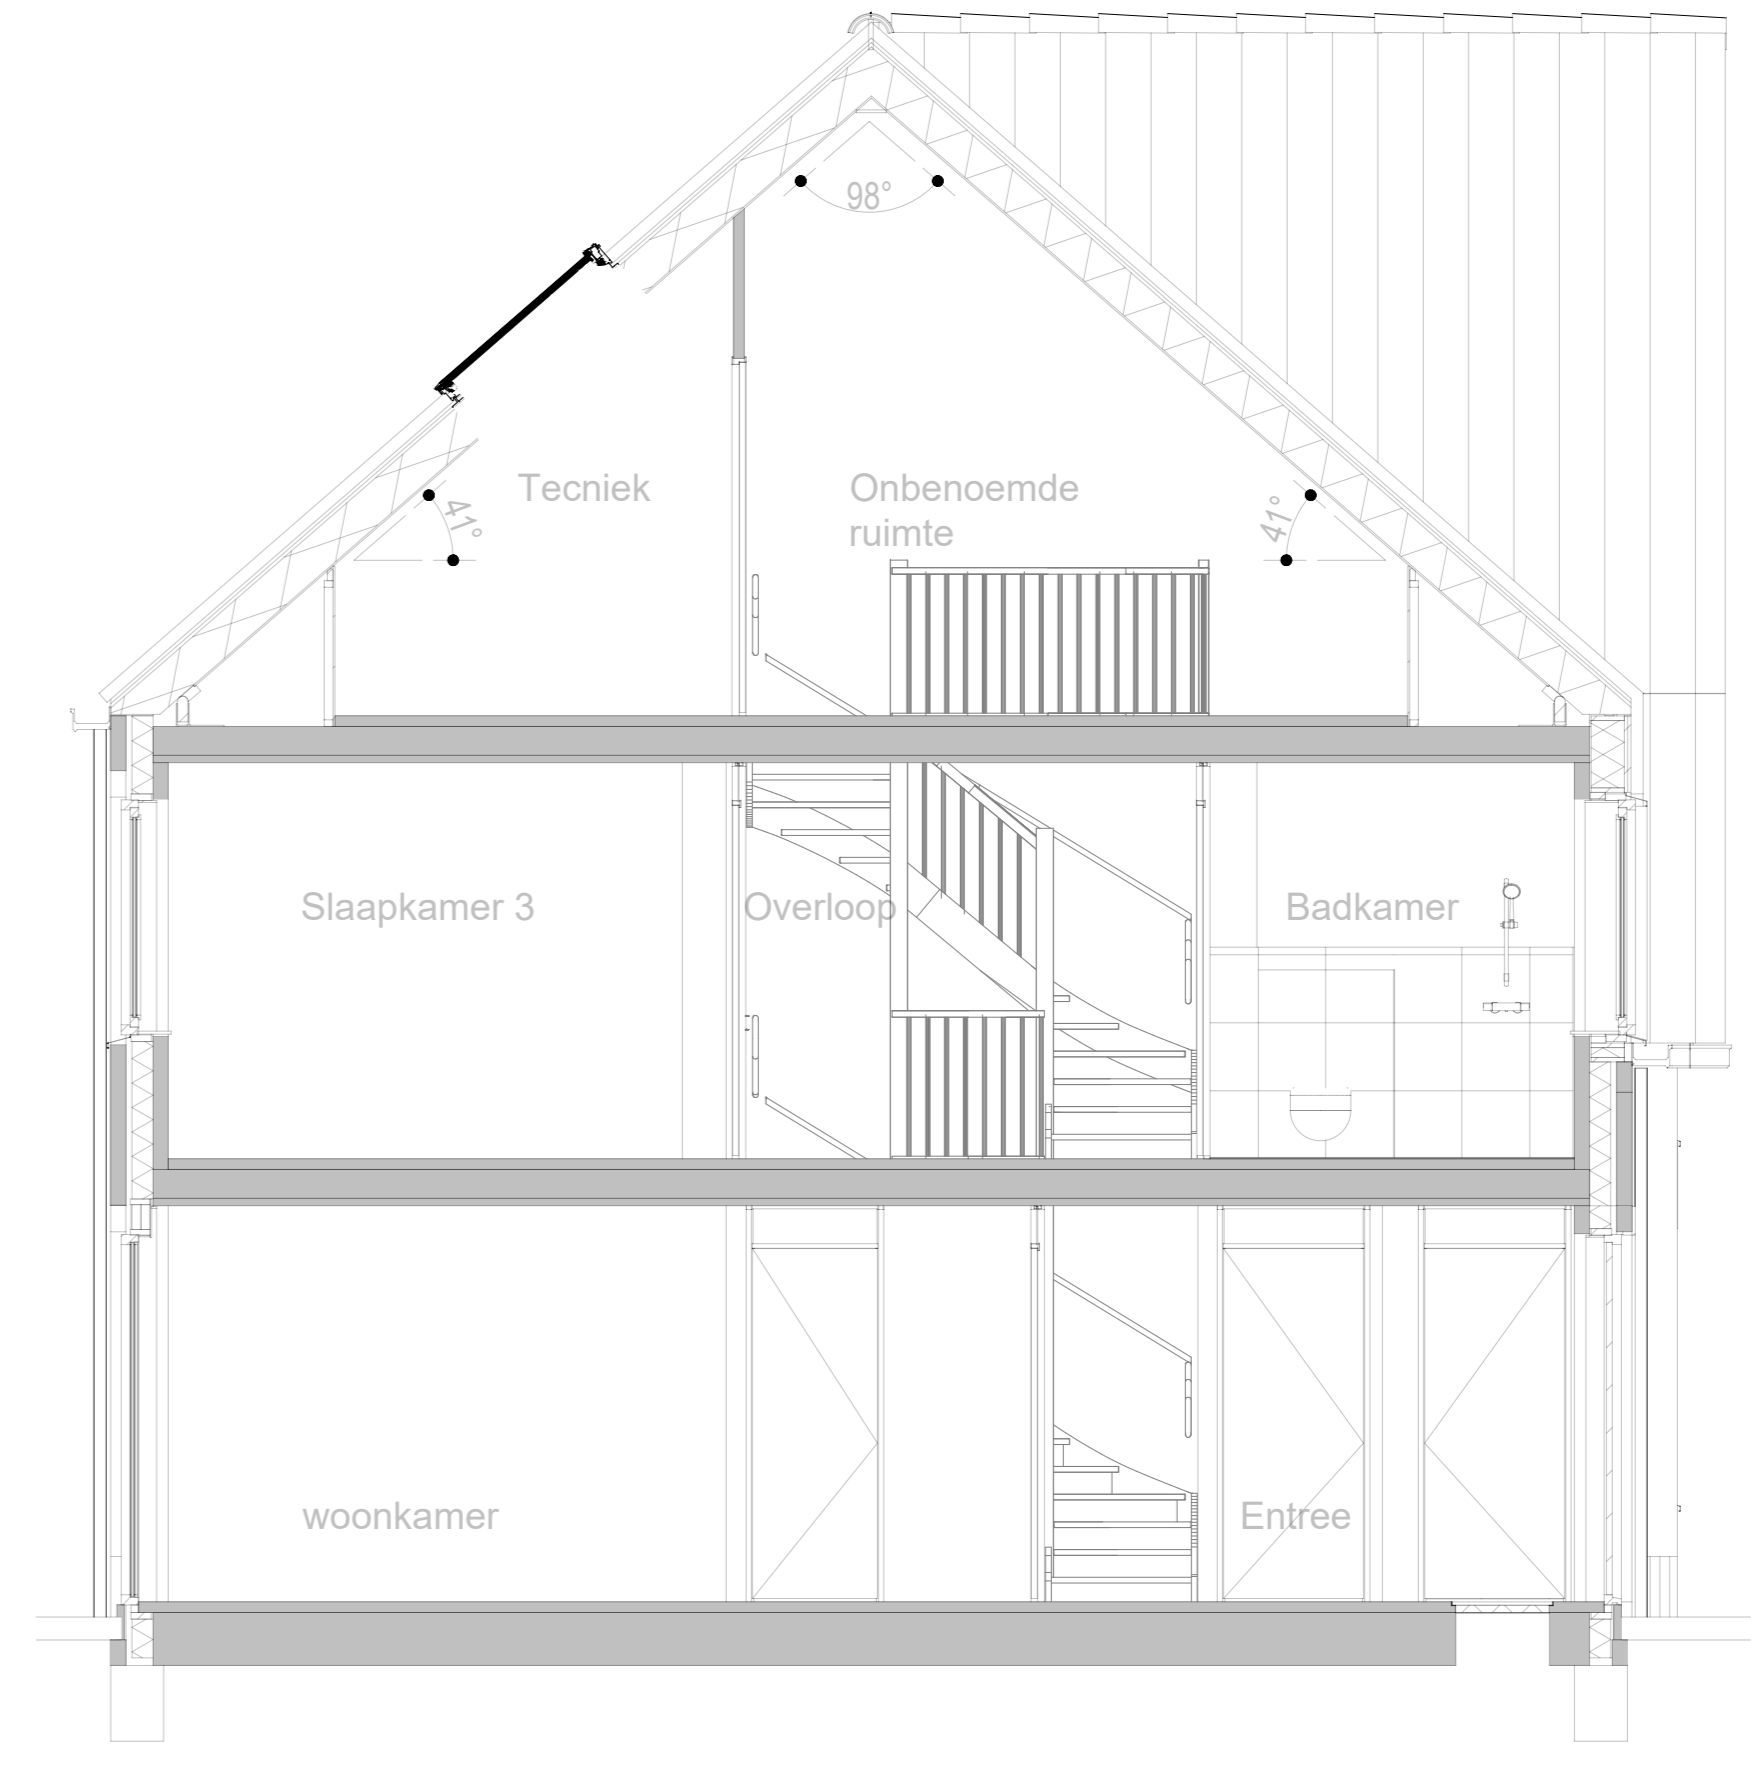 98°
Tecniek
Onbenoemde
ruimte
41°
41°
Slaapkamer 3
Overloop
Badkamer
woonkamer
Entree